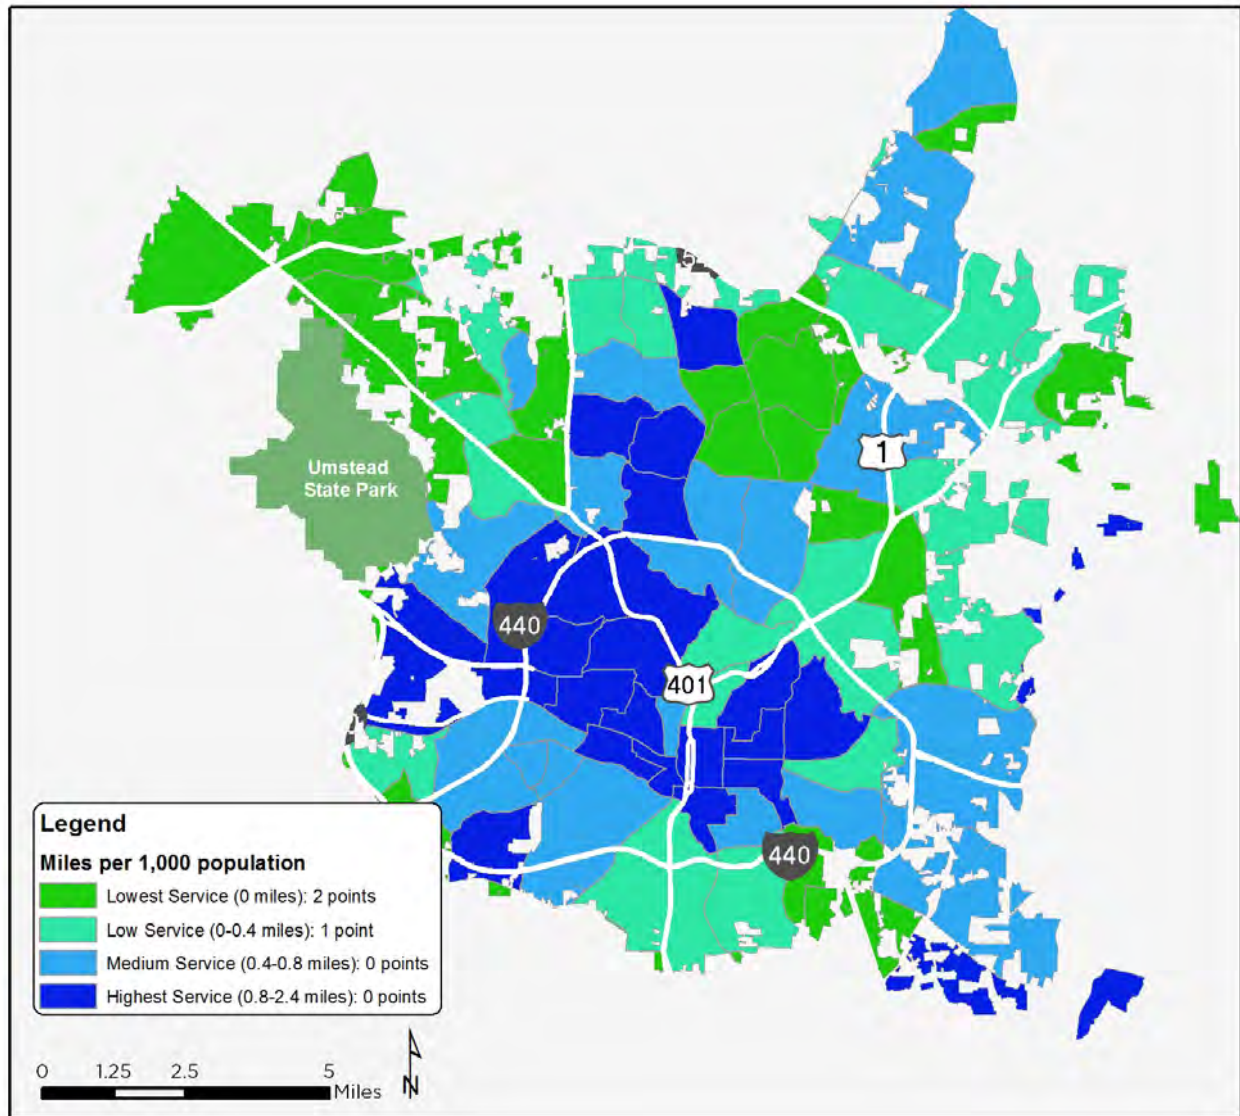 Umstead
State Park
1
440
401
440
Legend
Miles per 1,000 population
Lowest Service (0 miles): 2 points
Low Service (0-0.4 miles): 1 point
Medium Service (0.4-0.8 miles): 0 points
Highest Service (0.8-2.4 miles): 0 points
0 1.25 2.5 5
Miles
N